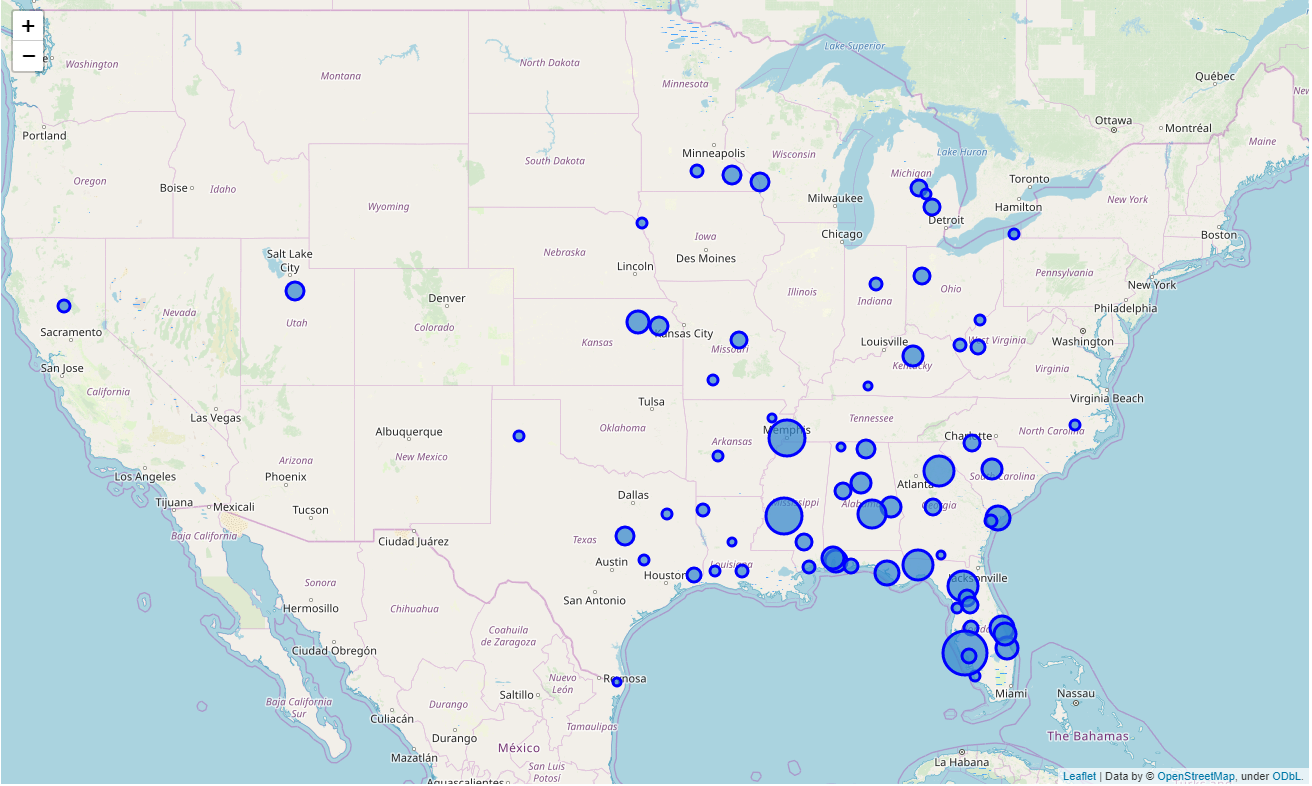 +
−
Lake Superior
Washington
North Dakota
Montana
Québec
Minnesota
Ottawa
Montréal
Portland
Maine
Minneapolis
Wisconsin
Lake Huron
South Dakota
Michigan
Toronto
Oregon
Boise
Idaho
Milwaukee
New York
Wyoming
Hamilton
Detroit
Chicago
Boston
Iowa
Salt Lake
City
Nebraska
Des Moines
Lincoln
Pennsylvania
New York
Illinois
Ohio
Denver
Indiana
Philadelphia
Nevada
Utah
Colorado
Sacramento
Kansas City
Kansas
Louisville
West Virginia
Washington
Missouri
San Jose
Kentucky
Virginia
California
Tulsa
Virginia Beach
Las Vegas
Tennessee
Albuquerque
Oklahoma
Memphis
Charlotte
North Carolina
Arkansas
Arizona
New Mexico
Los Angeles
Phoenix
South Carolina
Atlanta
Dallas
Tijuana
Mexicali
Tucson
Mississippi
Alabama
Georgia
Baja California
Ciudad Juárez
Texas
Austin
Louisiana
Houston
Jacksonville
Sonora
San Antonio
Hermosillo
Chihuahua
Coahuila
de Zaragoza
Ciudad Obregón
Nuevo
León
Reynosa
Saltillo
Miami
Nassau
Baja California
Sur
Durango
Culiacán
Tamaulipas
Durango
México
The Bahamas
Mazatlán
San Luis
Potosí
La Habana
Aguascalientes
Leaflet | Data by © OpenStreetMap, under ODbL.